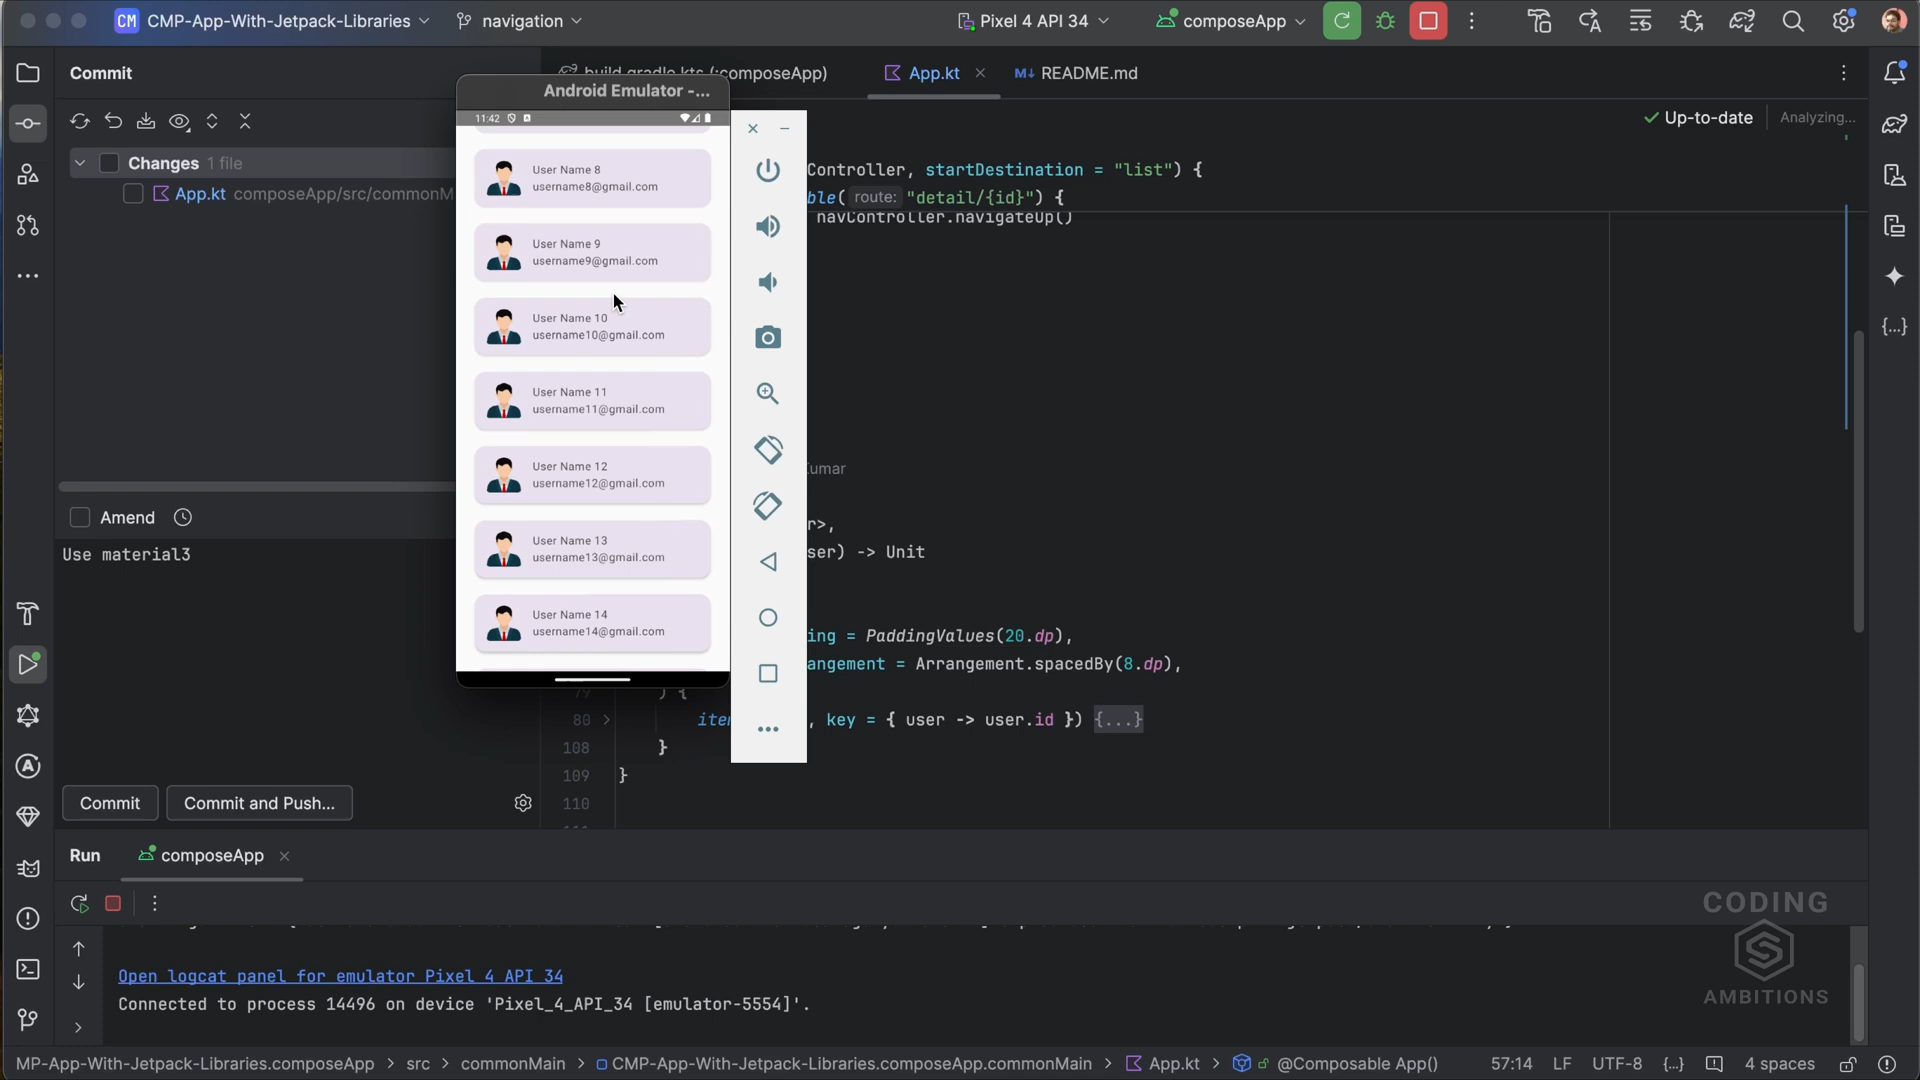 CM CMP-App-With-Jetpack-Libraries
navigation
Pixel 4 API 34
composeApp
Commit
build.gradle.kts (:composeApp)
App.kt
M↓ README.md
Up-to-date
Analyzing...
Changes 1 file
App.kt composeApp/src/commonM
Amend
Use material3
Commit
Commit and Push...
Android Emulator -...
11:42
User Name 8
username8@gmail.com
User Name 9
username9@gmail.com
User Name 10
username10@gmail.com
User Name 11
username11@gmail.com
User Name 12
username12@gmail.com
User Name 13
username13@gmail.com
User Name 14
username14@gmail.com
Controller, startDestination = "list") {
ble( route: "detail/{id}") {
navController.navigateUp()
Kumar
r>,
ser) -> Unit
ing = PaddingValues(20.dp),
angement = Arrangement.spacedBy(8.dp),
79 ) {
80 ite , key = { user -> user.id }) {...}
108 }
109 }
110
Run
composeApp
Open logcat panel for emulator Pixel 4 API 34
Connected to process 14496 on device 'Pixel_4_API_34 [emulator-5554]'.
CODING
AMBITIONS
MP-App-With-Jetpack-Libraries.composeApp > src > commonMain > CMP-App-With-Jetpack-Libraries.composeApp.commonMain > App.kt > @Composable App()
57:14 LF UTF-8 {..} 4 spaces